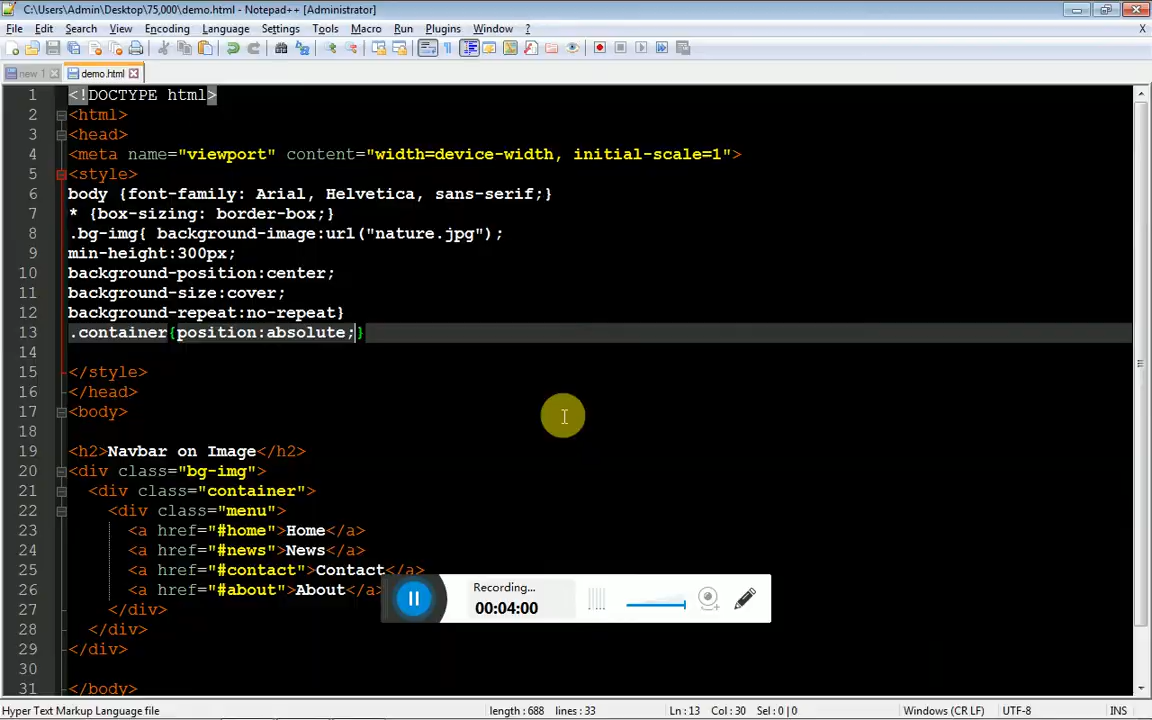 C:\Users\Admin\Desktop\75,000\demo.html - Notepad++ [Administrator]
File Edit Search View Encoding Language Settings Tools Macro Run Plugins Window ? X
new 1 demo.html
1 <!DOCTYPE html>
2 <html>
3 <head>
4 <meta name="viewport" content="width=device-width, initial-scale=1">
5 <style>
6 body {font-family: Arial, Helvetica, sans-serif;}
7 * {box-sizing: border-box;}
8 .bg-img{ background-image:url("nature.jpg");
9 min-height:300px;
10 background-position:center;
11 background-size:cover;
12 background-repeat:no-repeat}
13 .container{position:absolute;}
14
15 </style>
16 </head>
17 <body>
18
19 <h2>Navbar on Image</h2>
20 <div class="bg-img">
21 <div class="container">
22 <div class="menu">
23 <a href="#home">Home</a>
24 <a href="#news">News</a>
25 <a href="#contact">Contact</a>
26 <a href="#about">About</a>
27 </div>
28 </div>
29 </div>
30
31 </body>
Recording...
00:04:00
Hyper Text Markup Language file length : 688 lines : 33 Ln : 13 Col : 30 Sel : 0 | 0 Windows (CR LF) UTF-8 INS